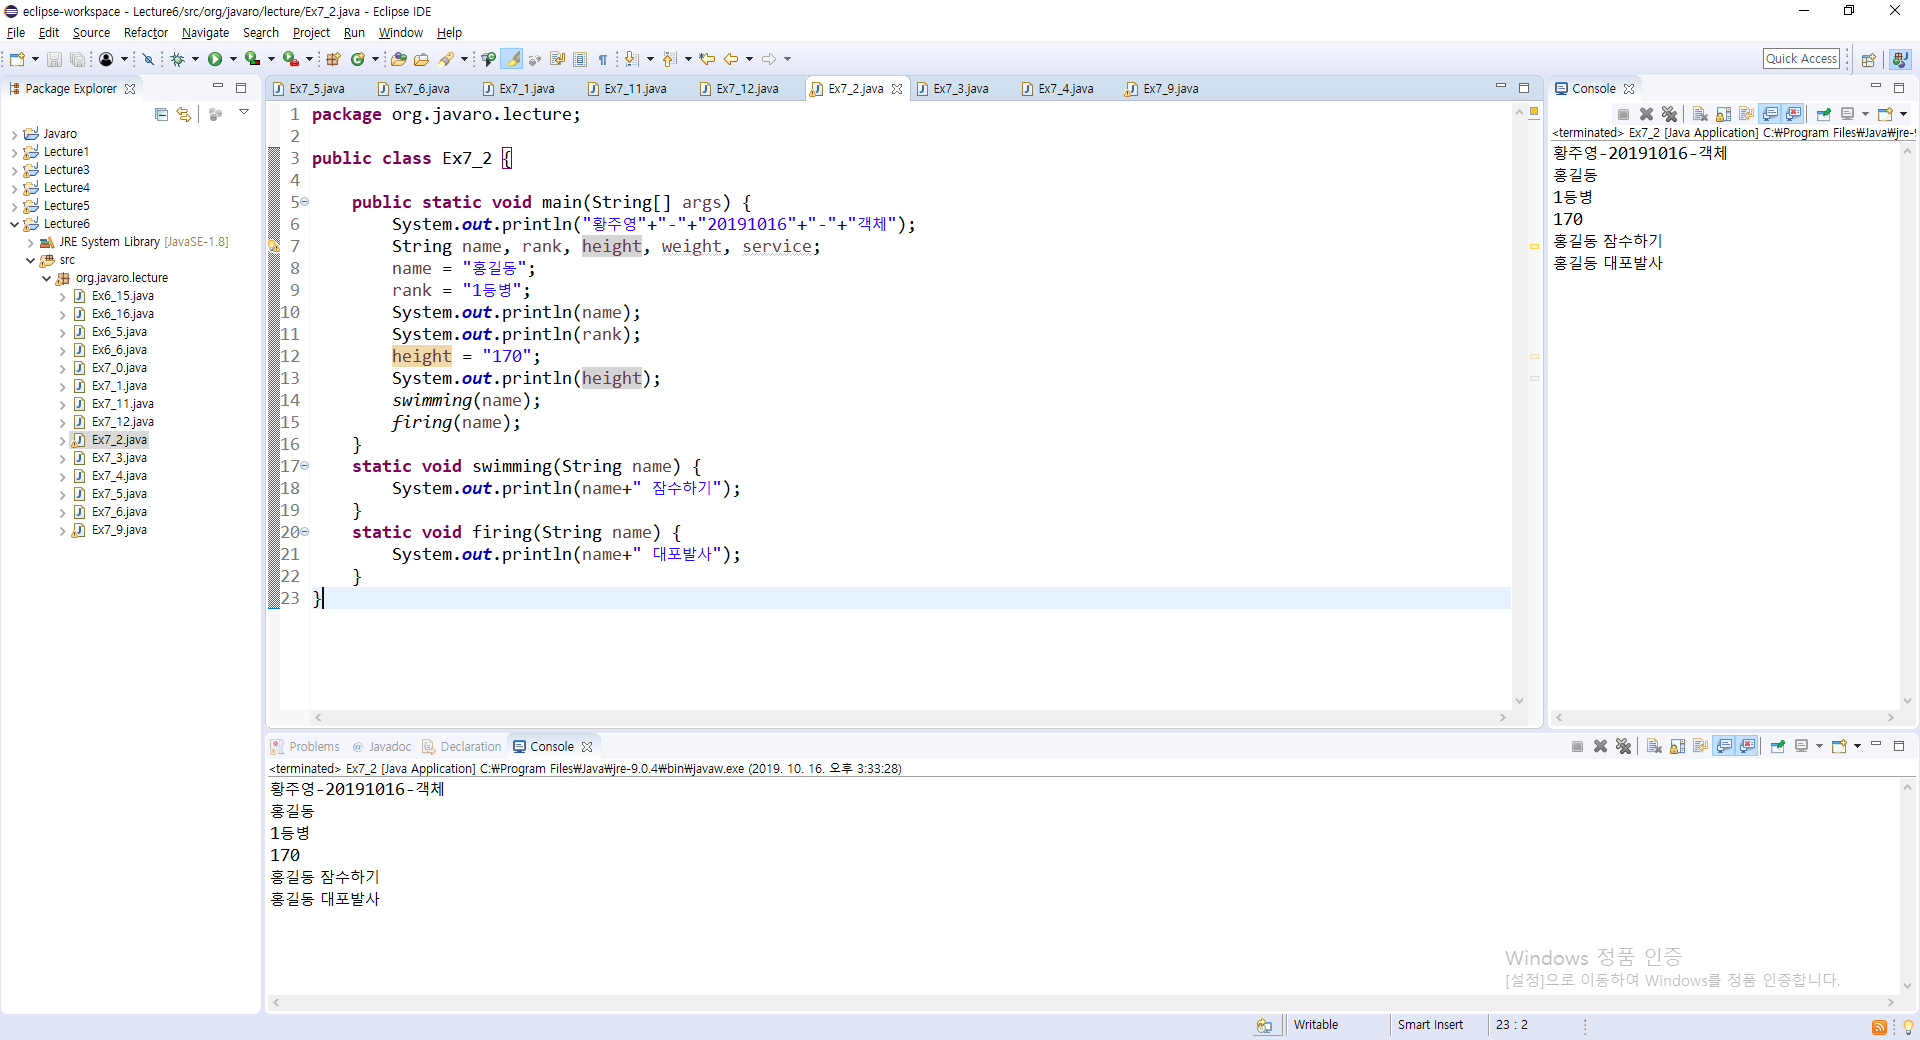 eclipse-workspace - Lecture6/src/org/javaro/lecture/Ex7_2.java - Eclipse IDE
File Edit Source Refactor Navigate Search Project Run Window Help
Quick Access
Package Explorer
Javaro
Lecture1
Lecture3
Lecture4
Lecture5
Lecture6
JRE System Library [JavaSE-1.8]
src
org.javaro.lecture
Ex6_15.java
Ex6_16.java
Ex6_5.java
Ex6_6.java
Ex7_0.java
Ex7_1.java
Ex7_11.java
Ex7_12.java
Ex7_2.java
Ex7_3.java
Ex7_4.java
Ex7_5.java
Ex7_6.java
Ex7_9.java
Ex7_5.java Ex7_6.java Ex7_1.java Ex7_11.java Ex7_12.java Ex7_2.java Ex7_3.java Ex7_4.java Ex7_9.java
1 package org.javaro.lecture;
2
3 public class Ex7_2 {
4
5 public static void main(String[] args) {
6 System.out.println("황주영"+"-"+"20191016"+"-"+"객체");
7 String name, rank, height, weight, service;
8 name = "홍길동";
9 rank = "1등병";
10 System.out.println(name);
11 System.out.println(rank);
12 height = "170";
13 System.out.println(height);
14 swimming(name);
15 firing(name);
16 }
17 static void swimming(String name) {
18 System.out.println(name+" 잠수하기");
19 }
20 static void firing(String name) {
21 System.out.println(name+" 대포발사");
22 }
23 }
Console
<terminated> Ex7_2 [Java Application] C:₩Program Files₩Java₩jre-9
황주영-20191016-객체
홍길동
1등병
170
홍길동 잠수하기
홍길동 대포발사
Problems Javadoc Declaration Console
<terminated> Ex7_2 [Java Application] C:₩Program Files₩Java₩jre-9.0.4₩bin₩javaw.exe (2019. 10. 16. 오후 3:33:28)
황주영-20191016-객체
홍길동
1등병
170
홍길동 잠수하기
홍길동 대포발사
Windows 정품 인증
[설정]으로 이동하여 Windows를 정품 인증합니다.
Writable Smart Insert 23 : 2